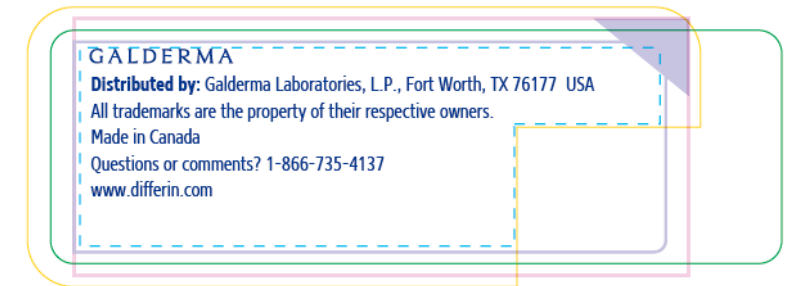 GALDERMA
Distributed by: Galderma Laboratories, L.P., Fort Worth, TX 76177 USA
All trademarks are the property of their respective owners.
Made in Canada
Questions or comments? 1-866-735-4137
www.differin.com